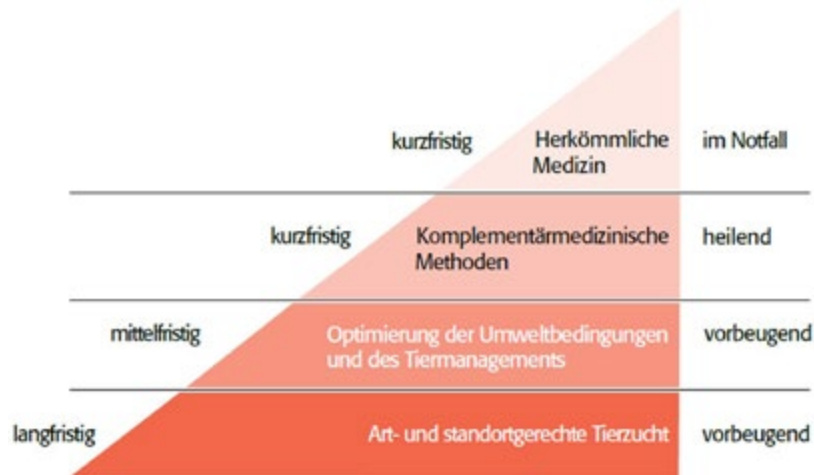 kurzfristig Herkömmliche im Notfall
Medizin
kurzfristig Komplementärmedizinische heilend
Methoden
mittelfristig Optimierung der Umweltbedingungen vorbeugend
und des Tiermanagements
langfristig Art- und standortgerechte Tierzucht vorbeugend